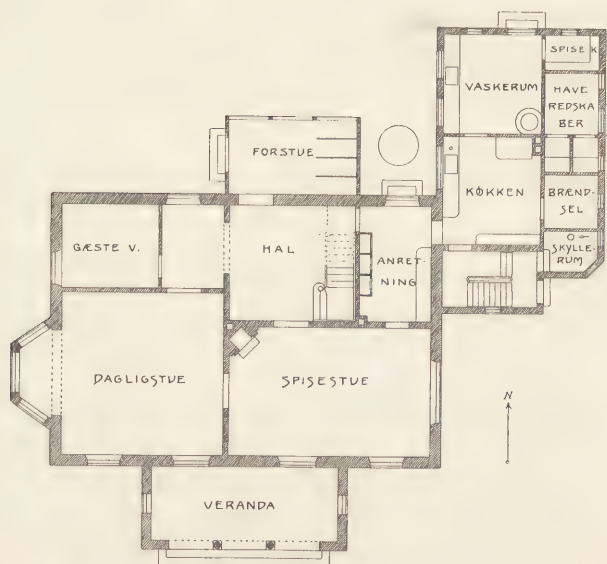 SPISE K
VASKERUM
HAVE
REDSKA
BER
FORSTUE
KØKKEN
BRÆND-
SEL
GÆSTE V.
HAL
ANRET-
NING
SKYLLE-
RUM
DAGLIGSTUE
SPISESTUE
N
VERANDA